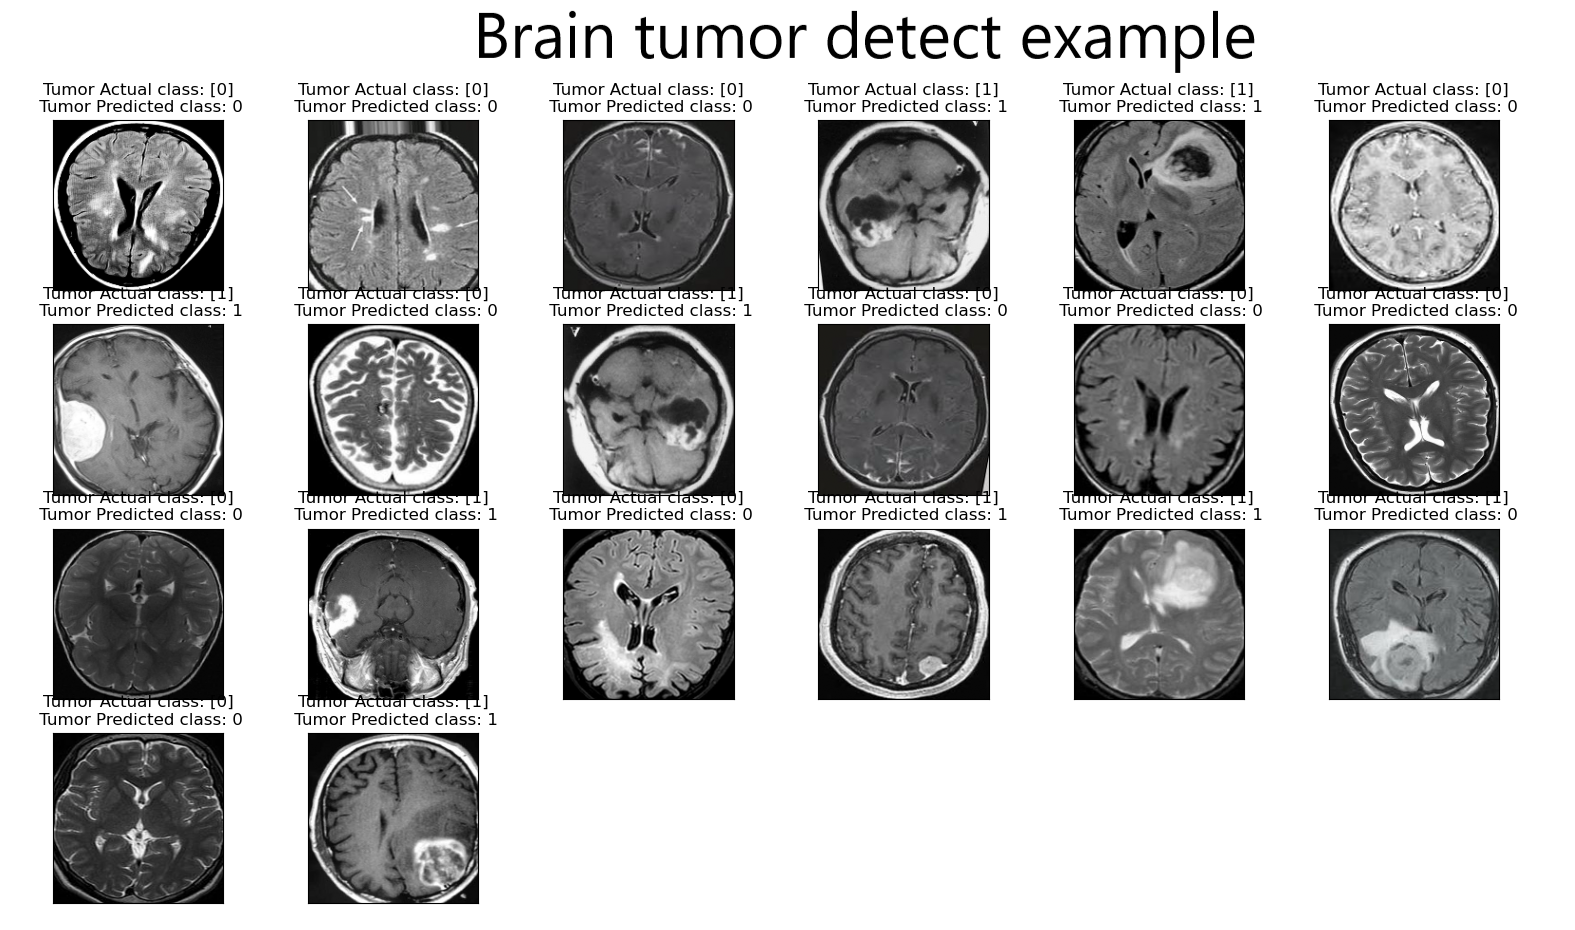 Brain tumor detect example
Tumor Actual class: [0]
Tumor Predicted class: 0
Tumor Actual class: [0]
Tumor Predicted class: 0
Tumor Actual class: [0]
Tumor Predicted class: 0
Tumor Actual class: [1]
Tumor Predicted class: 1
Tumor Actual class: [1]
Tumor Predicted class: 1
Tumor Actual class: [0]
Tumor Predicted class: 0
Tumor Actual class: [1]
Tumor Predicted class: 1
Tumor Actual class: [0]
Tumor Predicted class: 0
Tumor Actual class: [1]
Tumor Predicted class: 1
Tumor Actual class: [0]
Tumor Predicted class: 0
Tumor Actual class: [0]
Tumor Predicted class: 0
Tumor Actual class: [0]
Tumor Predicted class: 0
Tumor Actual class: [0]
Tumor Predicted class: 0
Tumor Actual class: [1]
Tumor Predicted class: 1
Tumor Actual class: [0]
Tumor Predicted class: 0
Tumor Actual class: [1]
Tumor Predicted class: 1
Tumor Actual class: [1]
Tumor Predicted class: 1
Tumor Actual class: [1]
Tumor Predicted class: 0
Tumor Actual class: [0]
Tumor Predicted class: 0
Tumor Actual class: [1]
Tumor Predicted class: 1